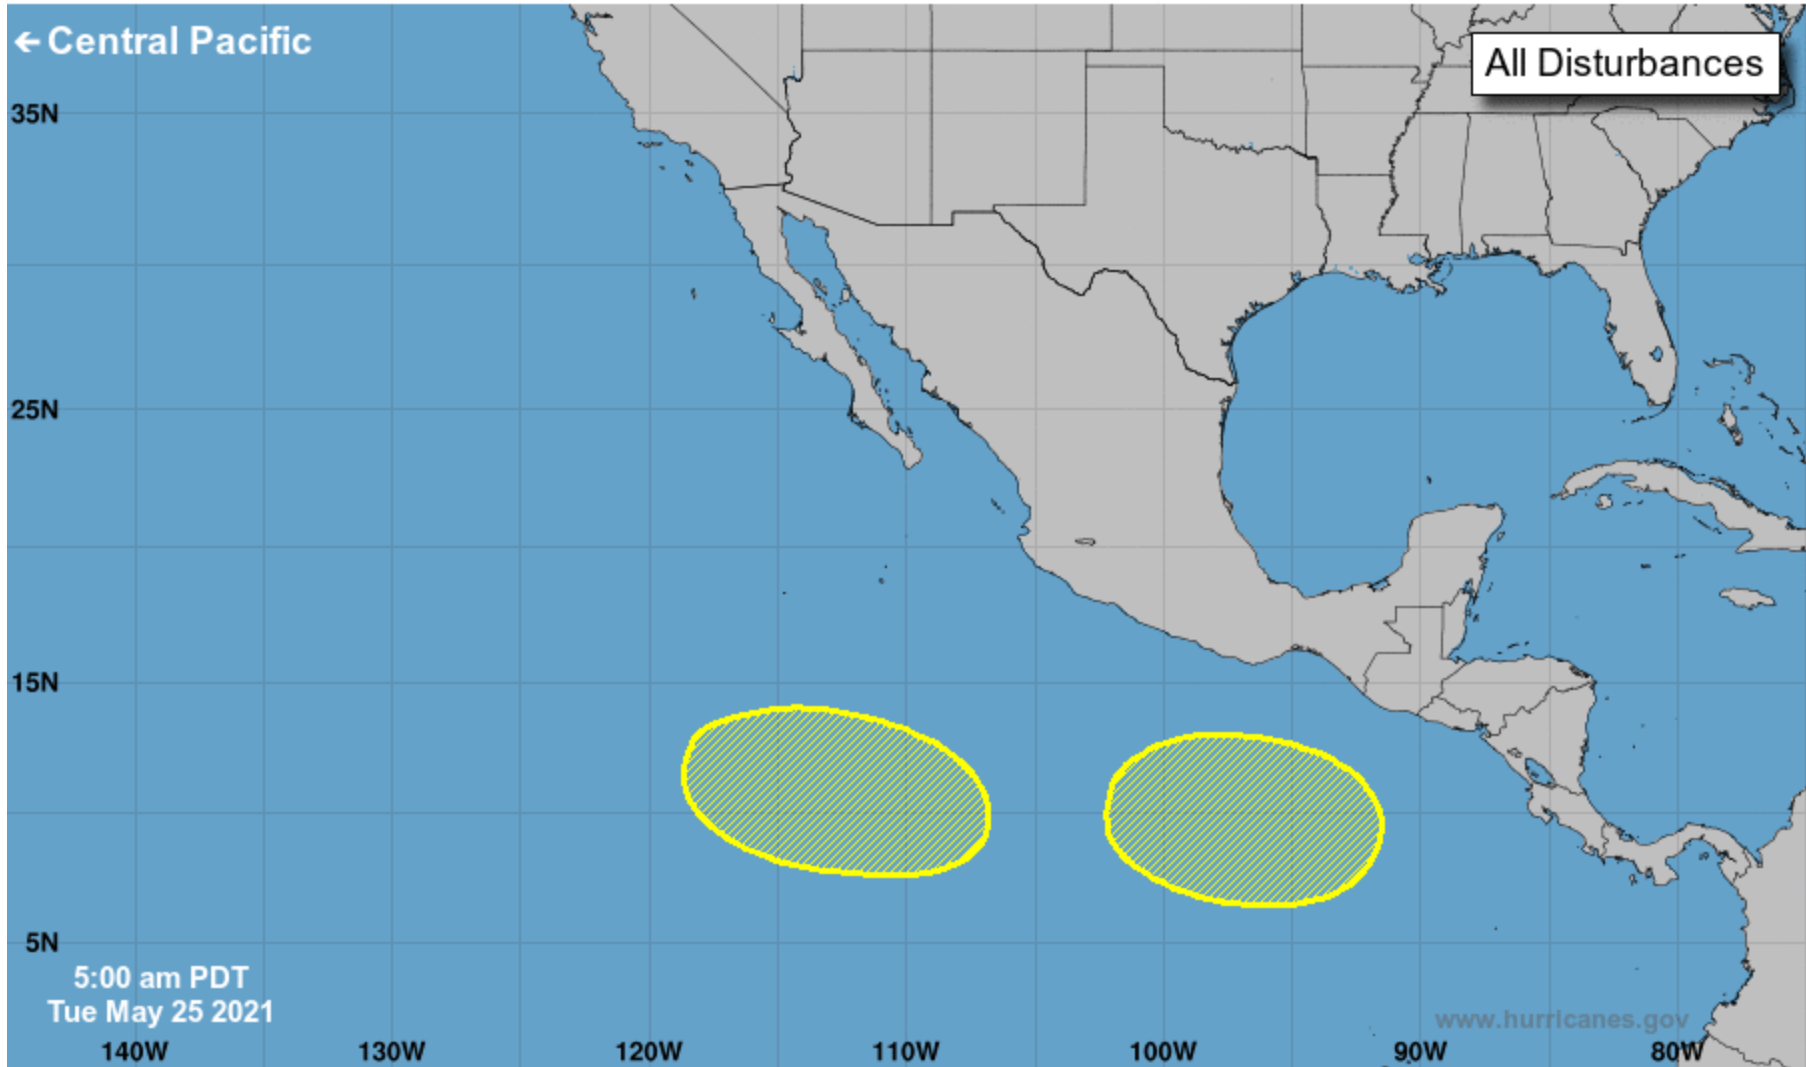 ← Central Pacific
All Disturbances
35N
25N
15N
5N
5:00 am PDT
Tue May 25 2021
www.hurricanes.gov
140W 130W 120W 110W 100W 90W 80W